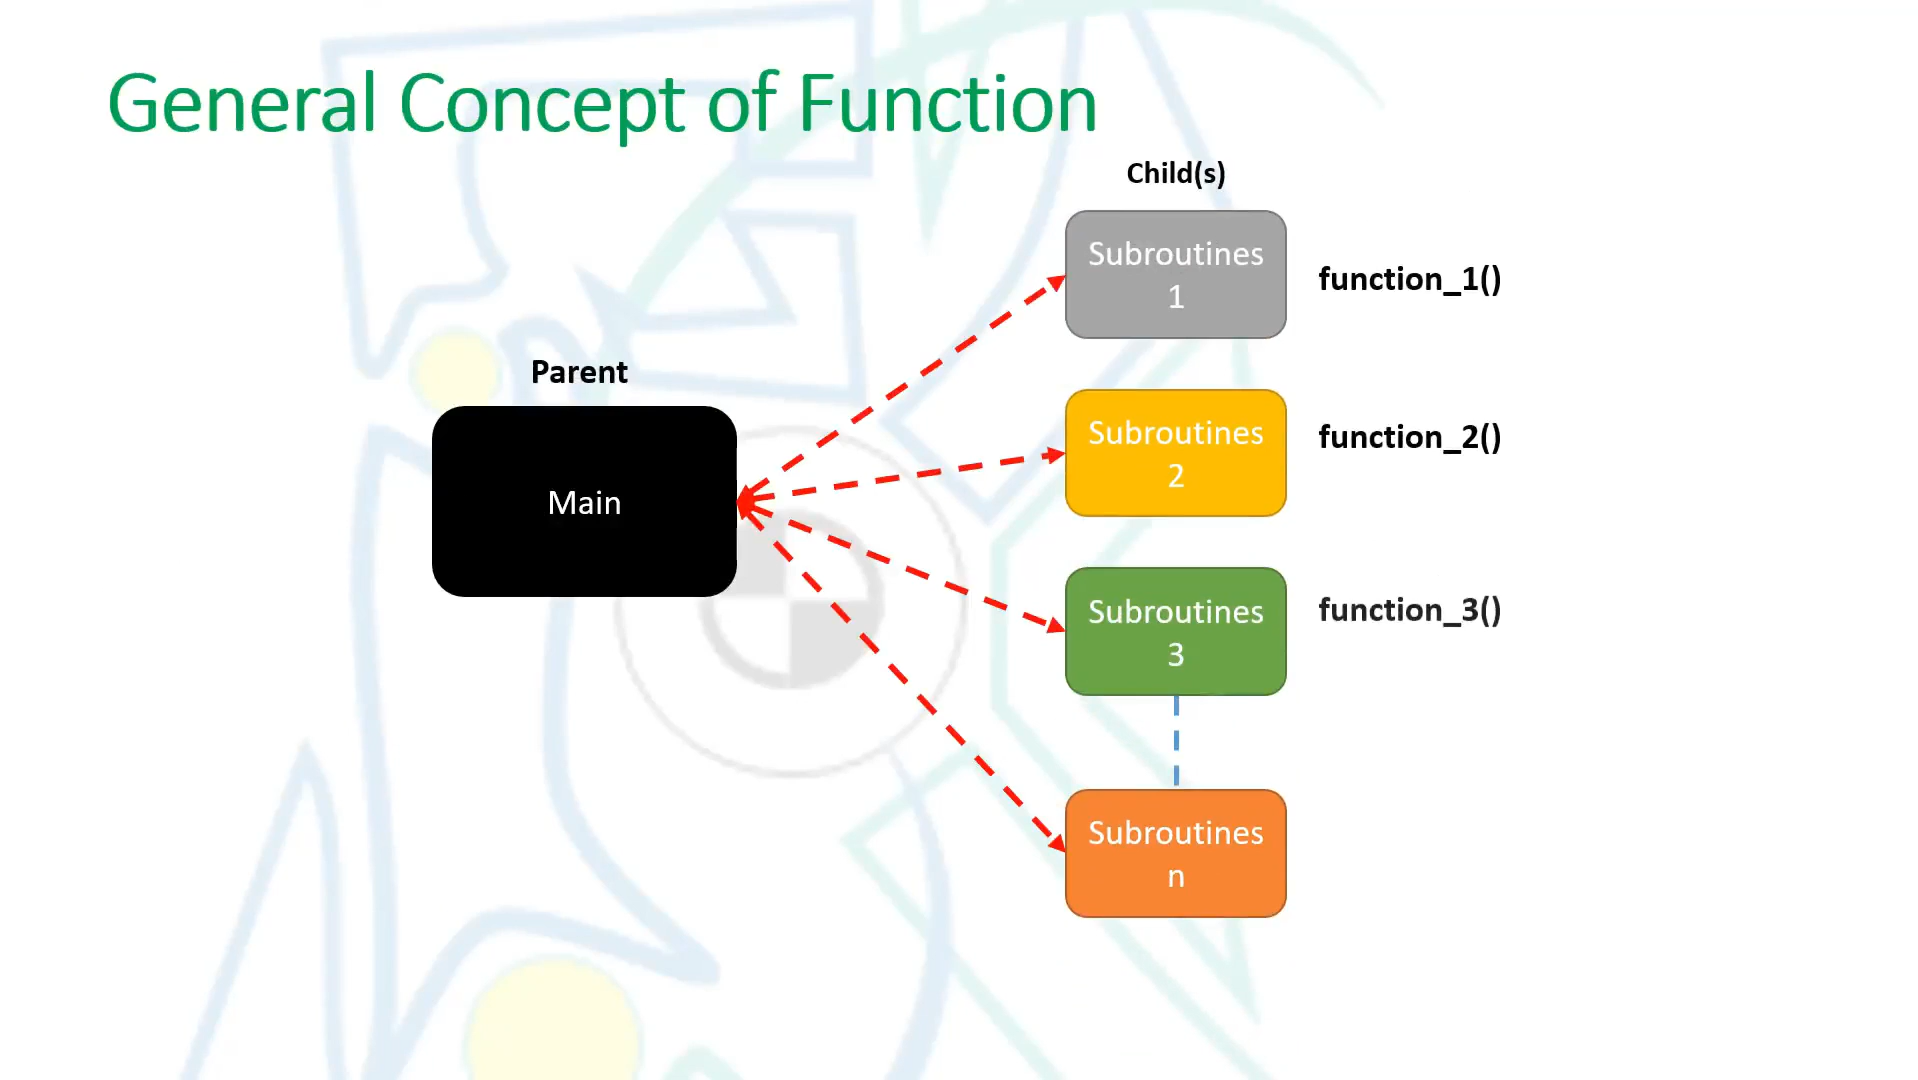 General Concept of Function
Child(s)
Subroutines
1
function_1()
Parent
Main
Subroutines
2
function_2()
Subroutines
3
function_3()
Subroutines
n